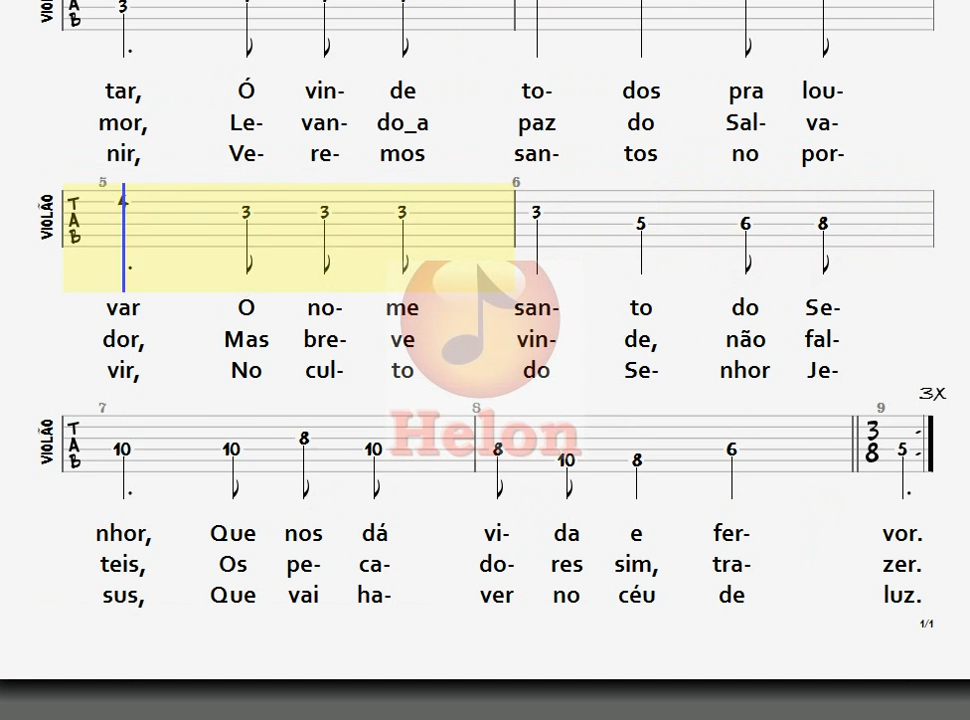 VIOLÃO TAB 3
tar, Ó vin- de to- dos pra lou-
mor, Le- van- do_a paz do Sal- va-
nir, Ve- re- mos san- tos no por-
5 6
VIOLÃO TAB 3 3 3 3 5 6 8
var O no- me san- to do Se-
dor, Mas bre- ve vin- de, não fal-
vir, No cul- to do Se- nhor Je-
3X
7 8 9
VIOLÃO TAB 10 10 8 10 8 10 8 6 3 8 5
Helon
nhor, Que nos dá vi- da e fer- vor.
teis, Os pe- ca- do- res sim, tra- zer.
sus, Que vai ha- ver no céu de luz.
1/1